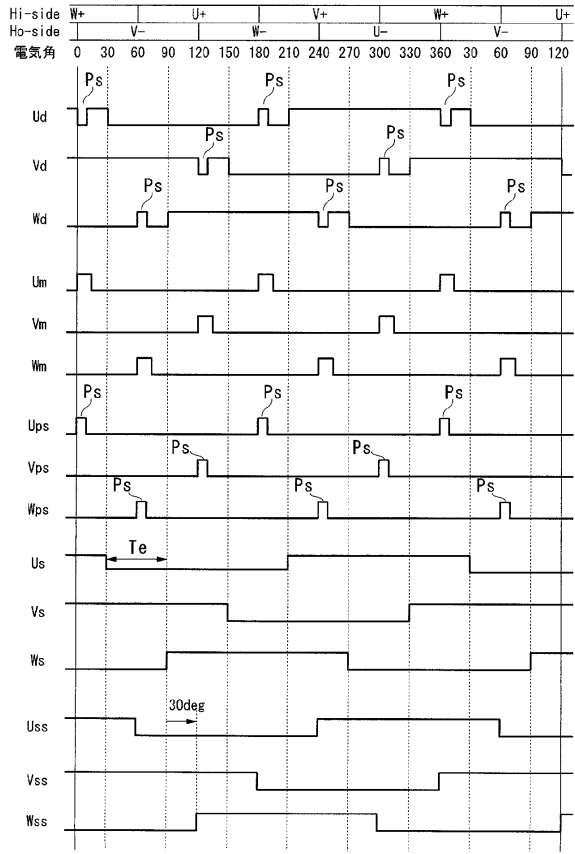 Hi-side W+ U+ V+ W+ U+
Ho-side V- W- U- V-
電気角 0 30 60 90 120 150 180 210 240 270 300 330 360 30 60 90 120
Ps Ps Ps
Ud
Ps Ps
Vd
Ps Ps Ps
Wd
Um
Vm
Wm
Ps Ps Ps
Ups
Ps Ps
Vps
Ps Ps Ps
Wps
Us Te
Vs
Ws
30deg
Uss
Vss
Wss